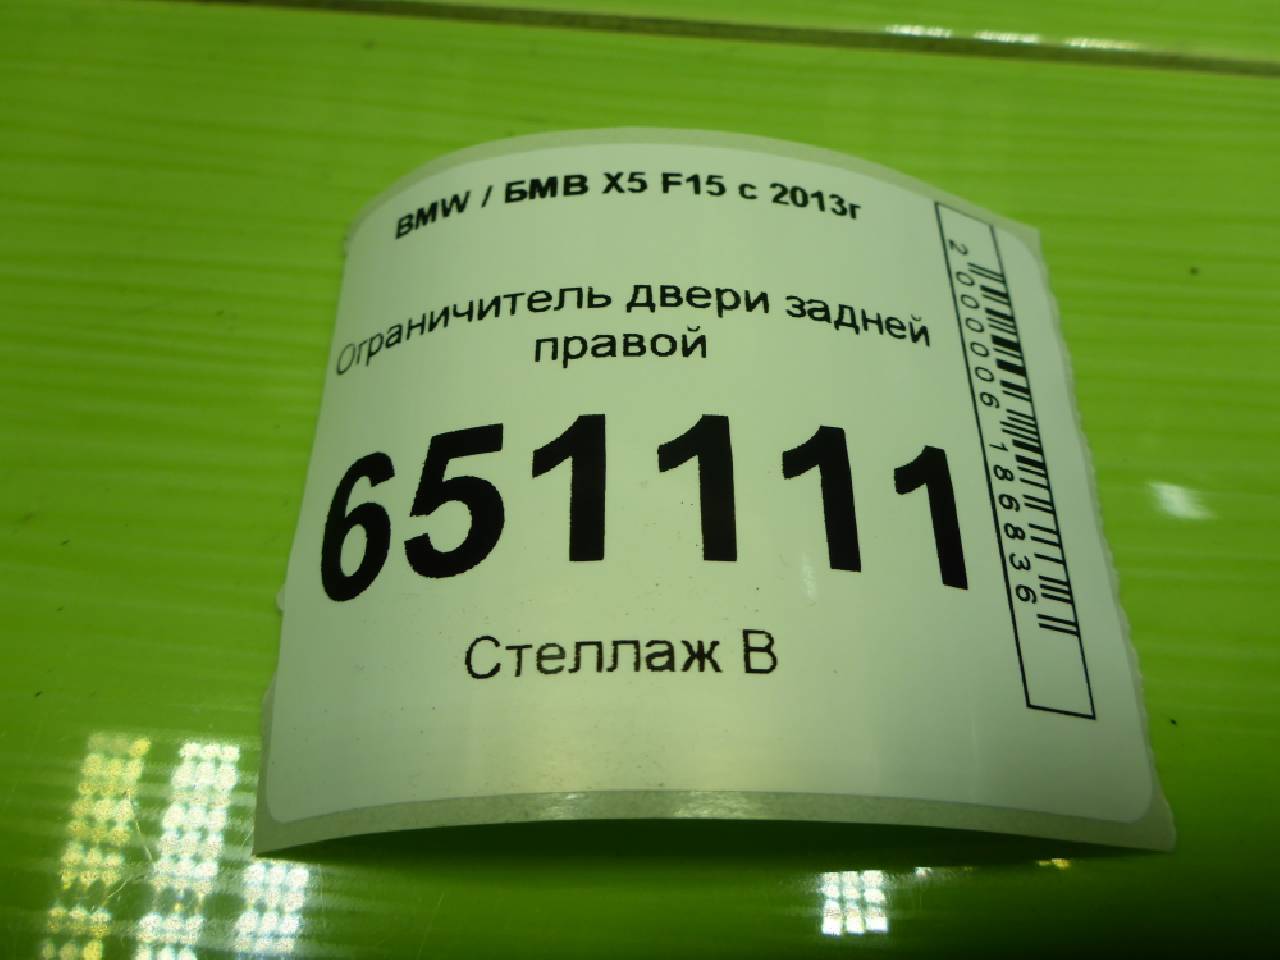 BMW / БМВ X5 F15 с 2013г
Ограничитель двери задней
правой
651111
Стеллаж В
2000006186836